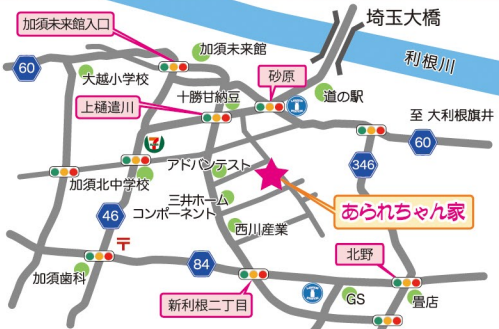 加須未来館入口
埼玉大橋
加須未来館
利根川
60
大越小学校
砂原
十勝甘納豆
道の駅
上樋遣川
至 大利根旗井
60
7
アドバンテスト
346
加須北中学校
三井ホーム
コンポーネント
あられちゃん家
46
西川産業
北野
84
加須歯科
新利根二丁目
GS
畳店